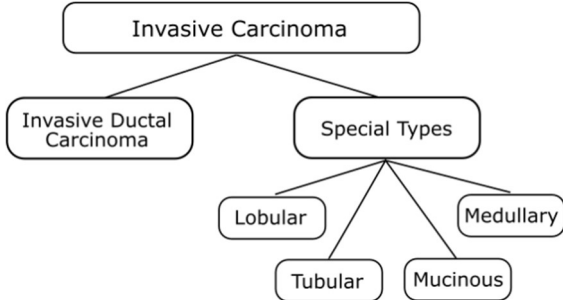 Invasive Carcinoma
Invasive Ductal
Carcinoma
Special Types
Lobular
Medullary
Tubular
Mucinous